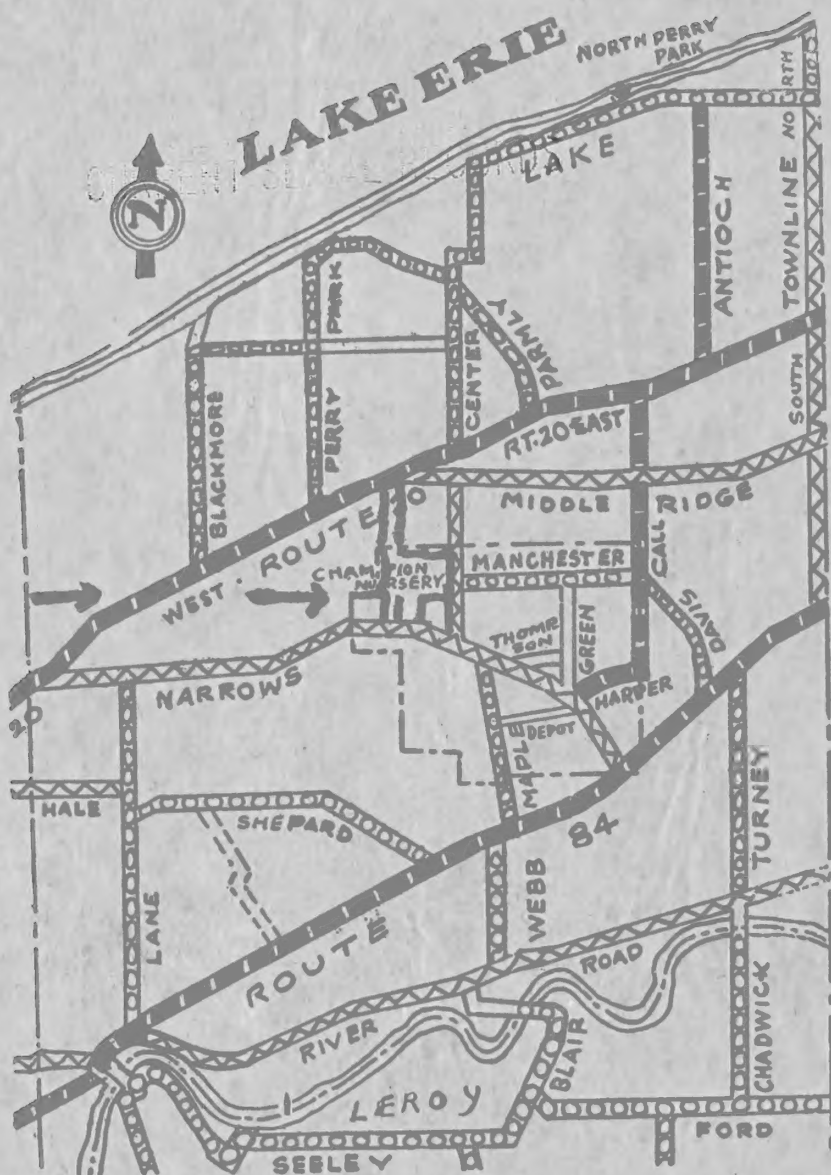 LAKE ERIE
NORTH PERRY
PARK
N
LAKE
NORTH
TOWNLINE
SOUTH
ANTIOCH
PARK
PERRY
CENTER
PARMLY
BLACKMORE
RT. 20 EAST
WEST. ROUTE
20
MIDDLE RIDGE
MANCHESTER
CALL
CHAMPION
NURSERY
THOMP
SON
GREEN
DAVIS
NARROWS
HARPER
DEPOT
MAPLE
HALE
SHEPARD
LANE
84
ROUTE
WEBB
TURNEY
RIVER
ROAD
BLAIR
CHADWICK
LEROY
FORD
SEELEY